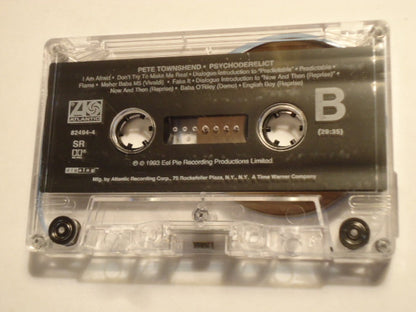 PETE TOWNSHEND • PSYCHODERELICT
I Am Afraid • Don't Try To Make Me Real • Dialogue Introduction to "Predictable" • Predictable •
Flame • Meher Baba M5 (Vivaldi) • Fake It • Dialogue Introduction to "Now And Then (Reprise)" •
Now And Then (Reprise) • Baba O'Riley (Demo) • English Boy (Reprise)
ATLANTIC
82494-4
SR
B
(29:35)
℗ © 1993 Eel Pie Recording Productions Limited
Mfg. by Atlantic Recording Corp., 75 Rockefeller Plaza, N.Y., N.Y. A Time Warner Company